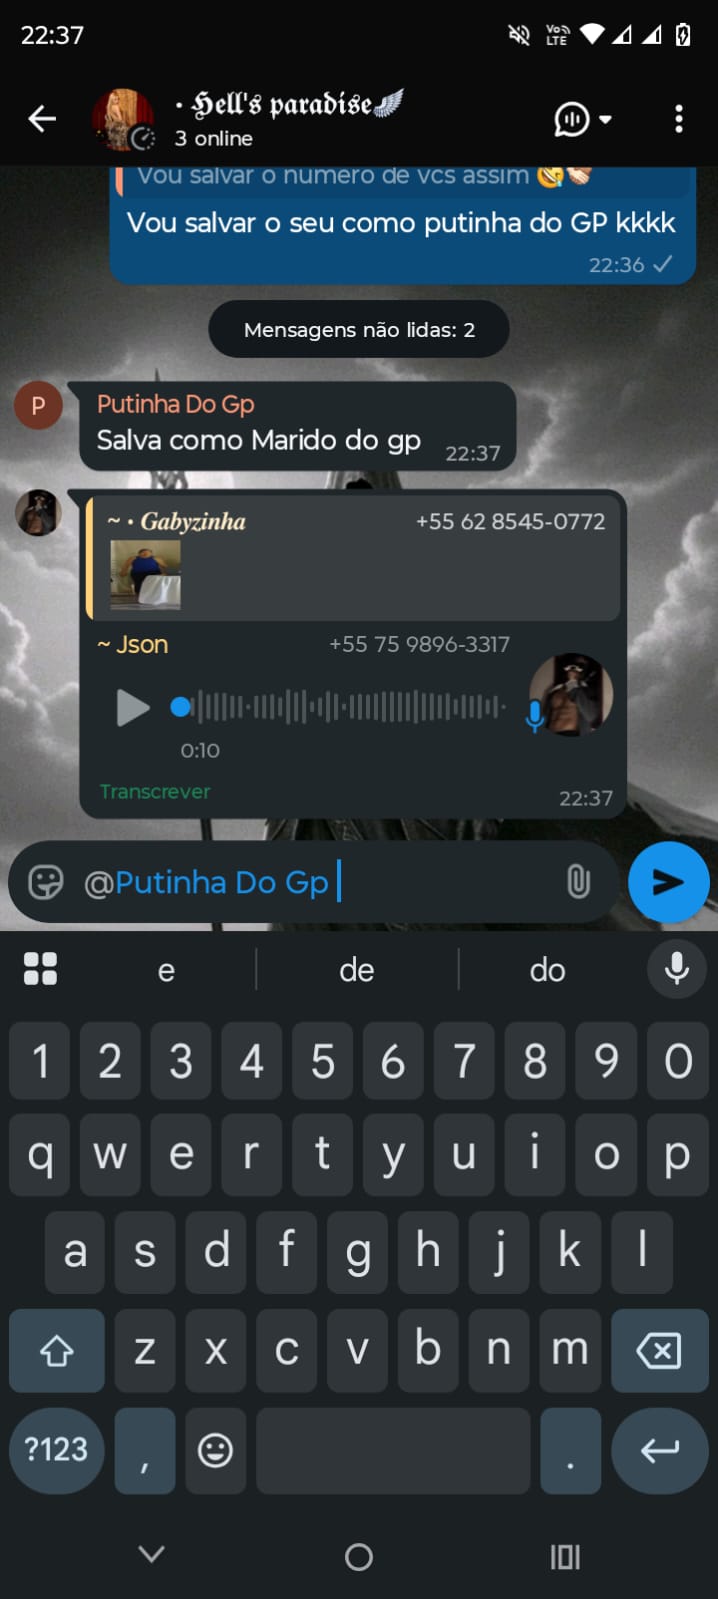 22:37
Vo)) LTE
· 𝕳𝖊𝖑𝖑'𝖘 𝖕𝖆𝖗𝖆𝖉𝖎𝖘𝖊🪽
3 online
Vou salvar o numero de vcs assim 🤣👏🏻
Vou salvar o seu como putinha do GP kkkk
22:36
Mensagens não lidas: 2
P
Putinha Do Gp
Salva como Marido do gp 22:37
~ • 𝑮𝒂𝒃𝒚𝒛𝒊𝒏𝒉𝒂 +55 62 8545-0772
~ Json +55 75 9896-3317
0:10
Transcrever 22:37
@Putinha Do Gp
e de do
1 2 3 4 5 6 7 8 9 0
q w e r t y u i o p
a s d f g h j k l
z x c v b n m
?123 , .